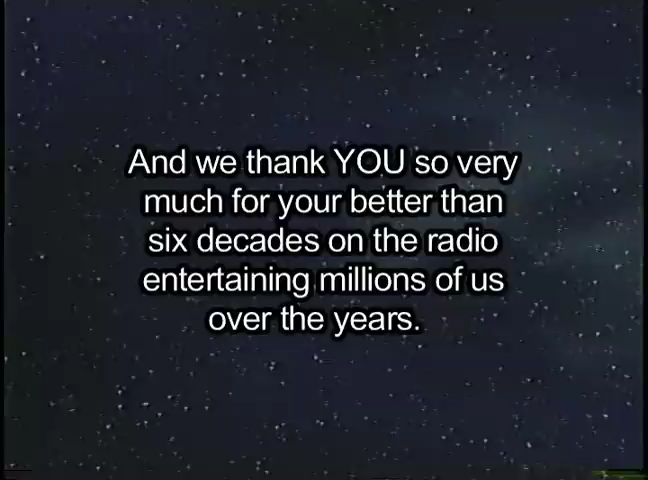 And we thank YOU so very
much for your better than
six decades on the radio
entertaining millions of us
over the years.